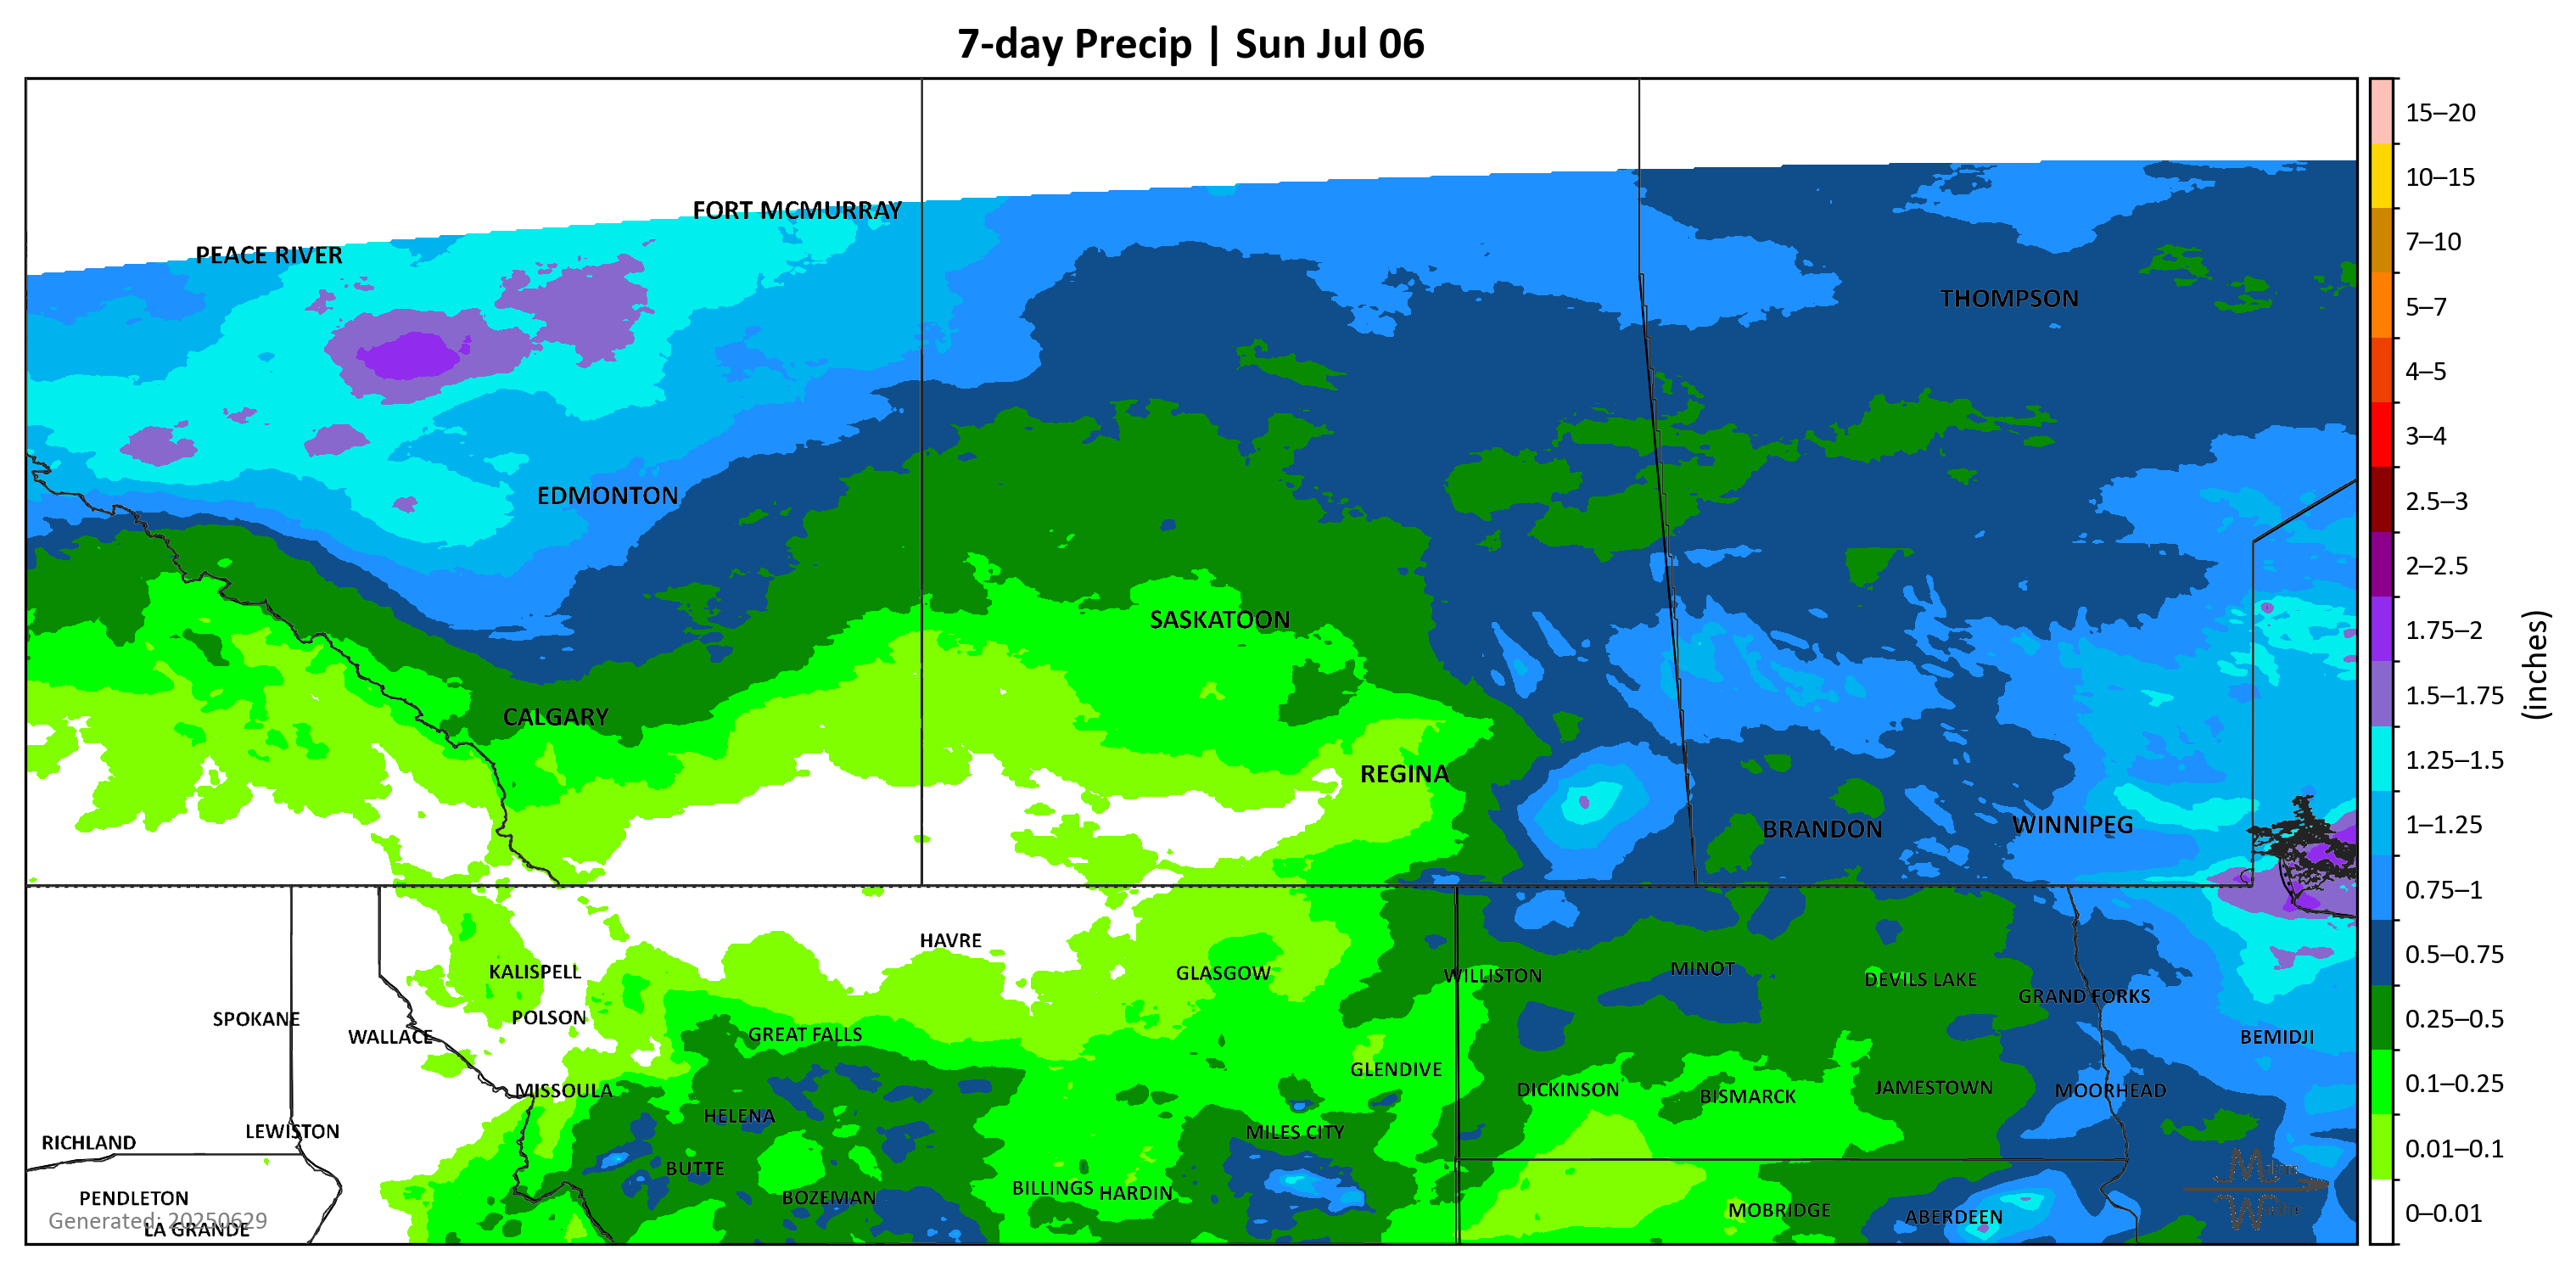 7-day Precip | Sun Jul 06
15–20
10–15
7–10
5–7
4–5
3–4
2.5–3
2–2.5
1.75–2
1.5–1.75
1.25–1.5
1–1.25
0.75–1
0.5–0.75
0.25–0.5
0.1–0.25
0.01–0.1
0–0.01
(inches)
FORT MCMURRAY
PEACE RIVER
THOMPSON
EDMONTON
SASKATOON
CALGARY
REGINA
BRANDON
WINNIPEG
HAVRE
KALISPELL
GLASGOW
WILLISTON
MINOT
DEVILS LAKE
GRAND FORKS
SPOKANE
WALLACE
POLSON
GREAT FALLS
BEMIDJI
GLENDIVE
MISSOULA
DICKINSON
BISMARCK
JAMESTOWN
MOORHEAD
HELENA
RICHLAND
LEWISTON
MILES CITY
BUTTE
PENDLETON
BOZEMAN
BILLINGS
HARDIN
MOBRIDGE
ABERDEEN
Generated: 20250629
LA GRANDE